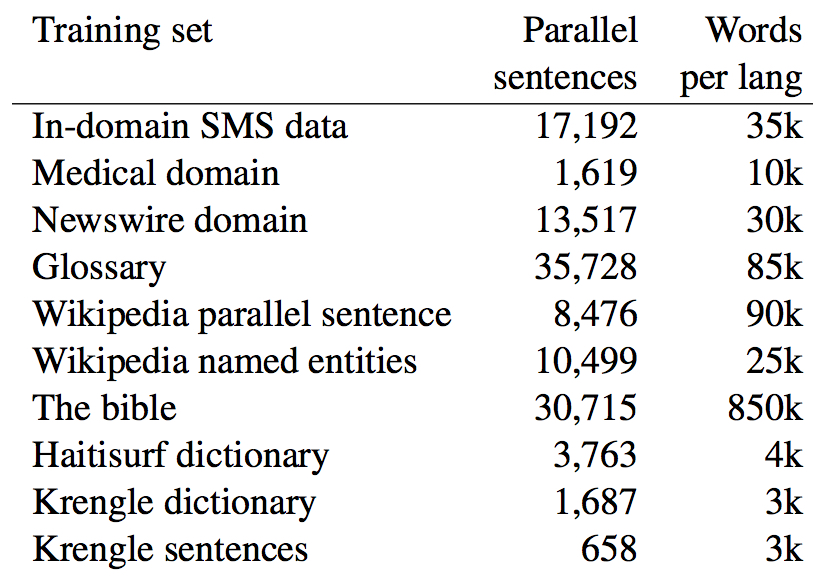 Training set Parallel Words
sentences per lang
In-domain SMS data 17,192 35k
Medical domain 1,619 10k
Newswire domain 13,517 30k
Glossary 35,728 85k
Wikipedia parallel sentence 8,476 90k
Wikipedia named entities 10,499 25k
The bible 30,715 850k
Haitisurf dictionary 3,763 4k
Krengle dictionary 1,687 3k
Krengle sentences 658 3k